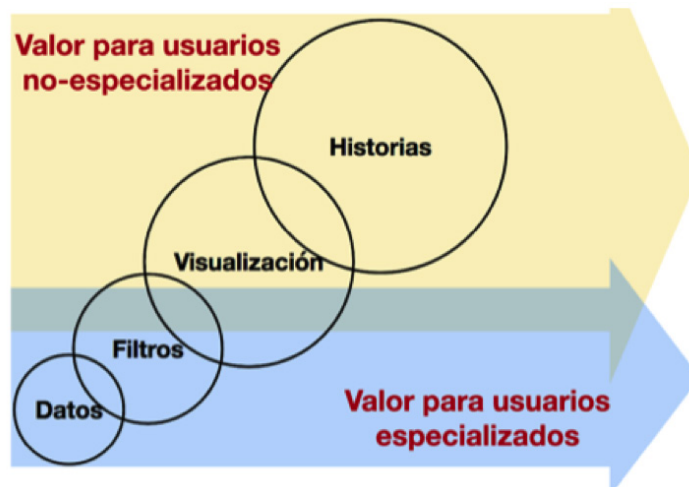 Valor para usuarios
no-especializados
Historias
Visualización
Filtros
Datos
Valor para usuarios
especializados